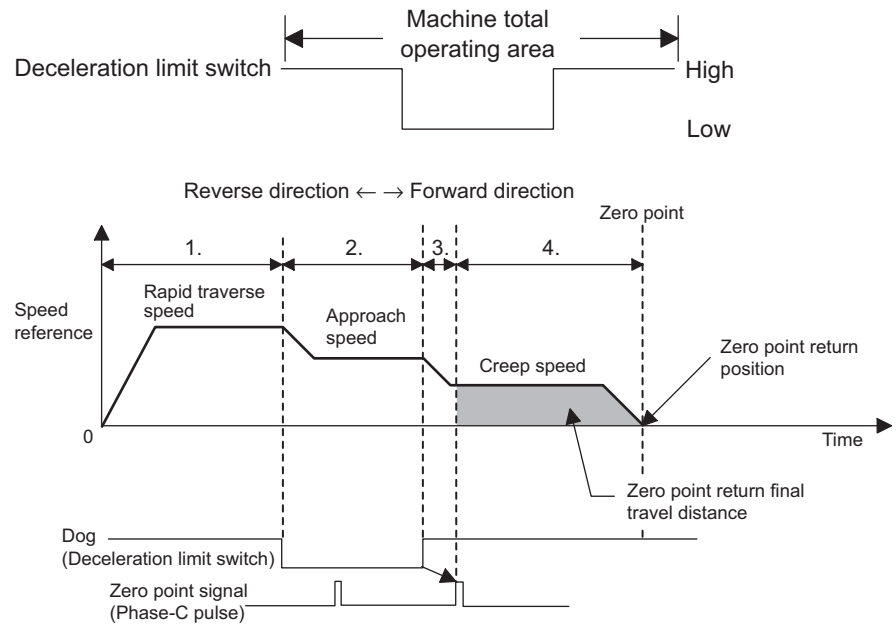 Machine total
operating area
Deceleration limit switch
High
Low
Reverse direction ← → Forward direction
Zero point
1.
2.
3.
4.
Rapid traverse
speed
Speed
reference
Approach
speed
Creep speed
Zero point return
position
0
Time
Zero point return final
travel distance
Dog
(Deceleration limit switch)
Zero point signal
(Phase-C pulse)